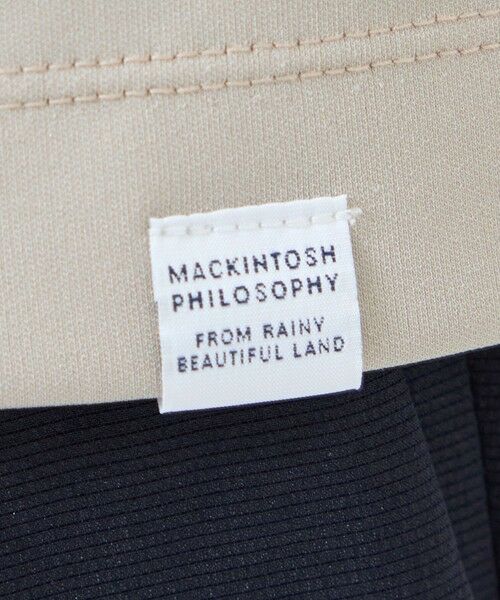 MACKINTOSH
PHILOSOPHY
FROM RAINY
BEAUTIFUL LAND